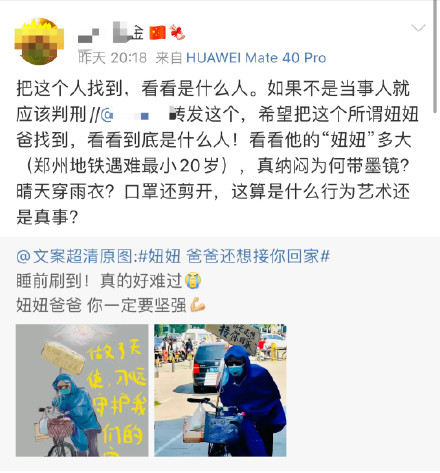 金
昨天 20:18 来自 HUAWEI Mate 40 Pro
把这个人找到，看看是什么人。如果不是当事人就
应该判刑//@ 转发这个，希望把这个所谓妞妞
爸找到，看看到底是什么人！看看他的“妞妞”多大
（郑州地铁遇难最小20岁），真纳闷为何带墨镜？
晴天穿雨衣？口罩还剪开，这算是什么行为艺术还
是真事？
@文案超清原图:#妞妞 爸爸还想接你回家#
睡前刷到！真的好难过
妞妞爸爸 你一定要坚强
做了天
使，永远
守护我
们的
接你回家